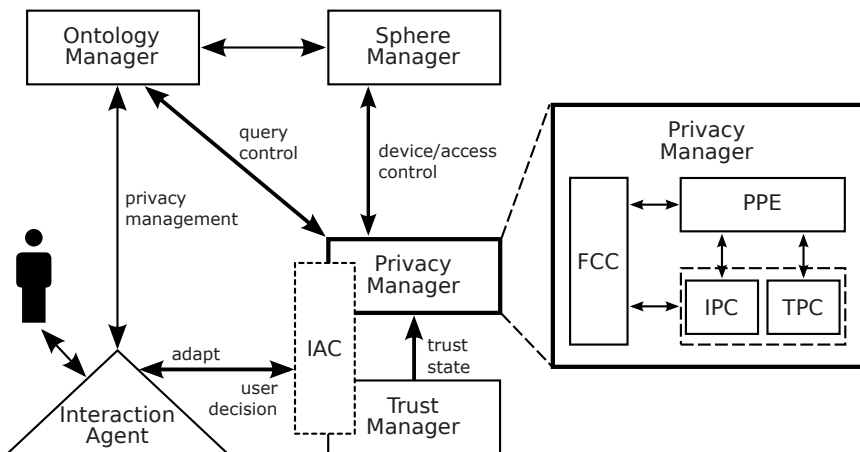 Ontology
Manager
Sphere
Manager
query
control
device/access
control
privacy
management
Privacy
Manager
IAC
adapt
user
decision
trust
state
Interaction
Agent
Trust
Manager
Privacy
Manager
FCC
PPE
IPC
TPC